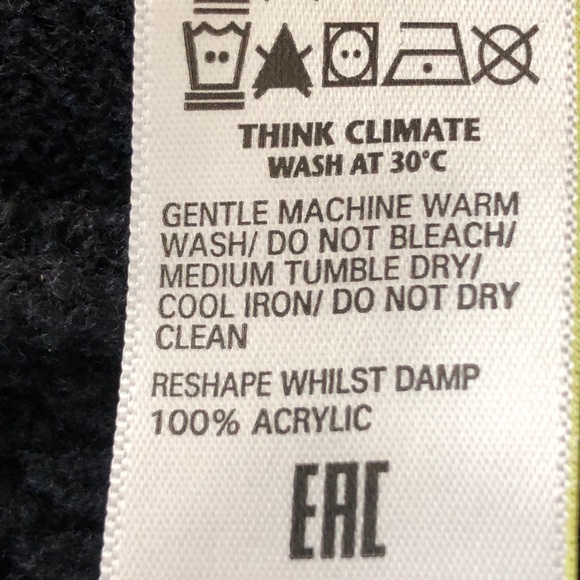 THINK CLIMATE
WASH AT 30°C
GENTLE MACHINE WARM
WASH/ DO NOT BLEACH/
MEDIUM TUMBLE DRY/
COOL IRON/ DO NOT DRY
CLEAN
RESHAPE WHILST DAMP
100% ACRYLIC
EAC